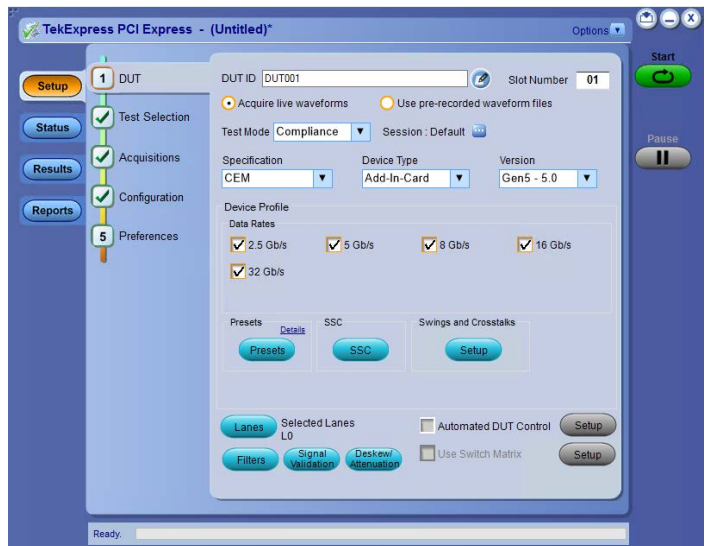 TekExpress PCI Express - (Untitled)*
Options
Start
Pause
Setup
Status
Results
Reports
1 DUT
Test Selection
Acquisitions
Configuration
5 Preferences
DUT ID DUT001
Slot Number 01
Acquire live waveforms
Use pre-recorded waveform files
Test Mode Compliance
Session : Default
Specification
Device Type
Version
CEM
Add-In-Card
Gen5 - 5.0
Device Profile
Data Rates
2.5 Gb/s
5 Gb/s
8 Gb/s
16 Gb/s
32 Gb/s
Presets
Details
SSC
Swings and Crosstalks
Presets
SSC
Setup
Lanes
Selected Lanes
L0
Automated DUT Control
Setup
Filters
Signal
Validation
Deskew/
Attenuation
Use Switch Matrix
Setup
Ready.